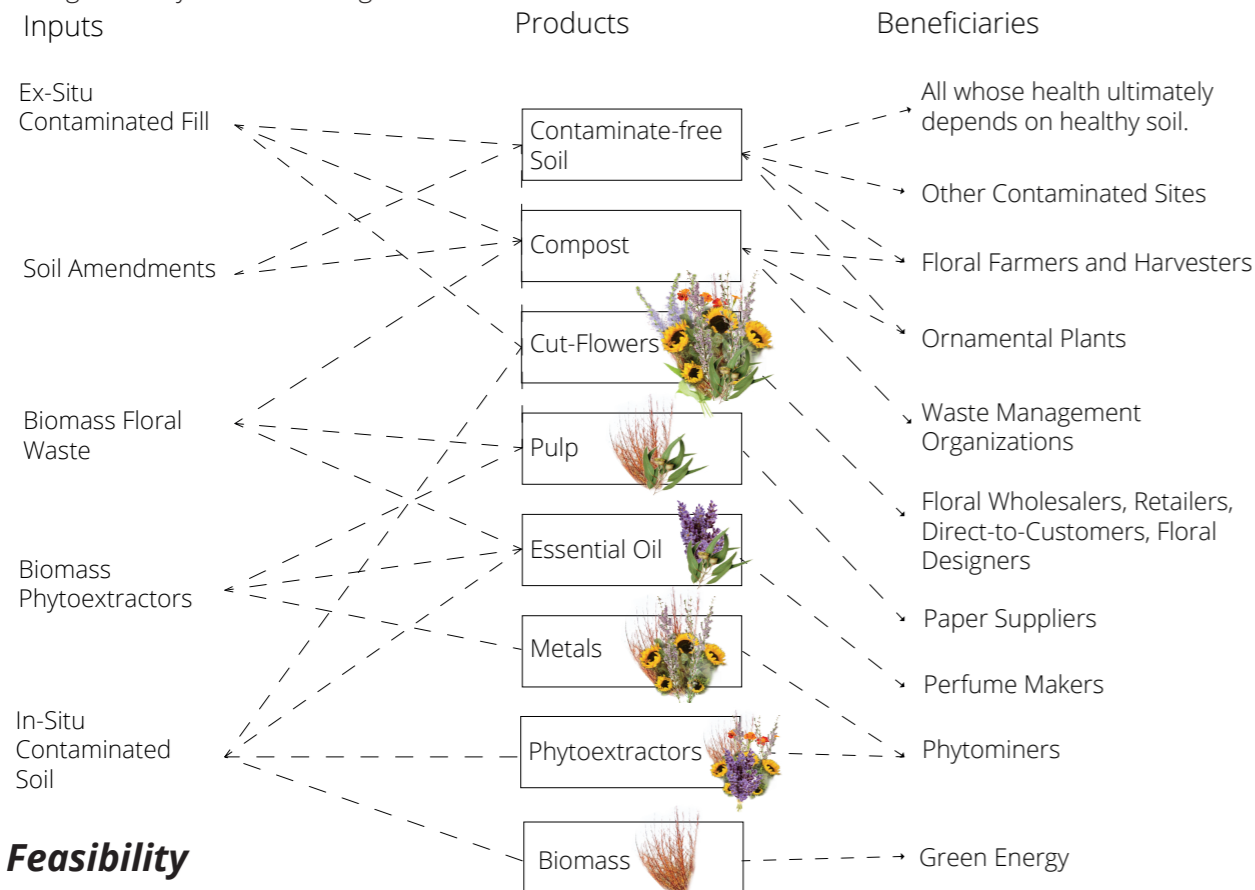 Inputs
Products
Beneficiaries
Ex-Situ
Contaminated Fill
Soil Amendments
Biomass Floral
Waste
Biomass
Phytoextractors
In-Situ
Contaminated
Soil
Contaminate-free
Soil
Compost
Cut-Flowers
Pulp
Essential Oil
Metals
Phytoextractors
Biomass
All whose health ultimately
depends on healthy soil.
Other Contaminated Sites
Floral Farmers and Harvesters
Ornamental Plants
Waste Management
Organizations
Floral Wholesalers, Retailers,
Direct-to-Customers, Floral
Designers
Paper Suppliers
Perfume Makers
Phytominers
Green Energy
Feasibility